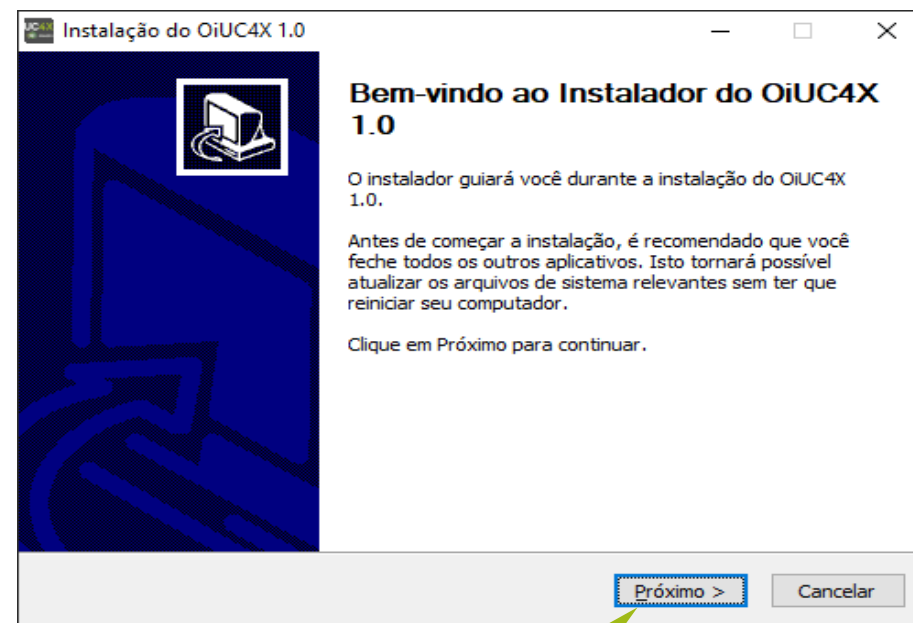 UC4X
Instalação do OiUC4X 1.0
Bem-vindo ao Instalador do OiUC4X
1.0
O instalador guiará você durante a instalação do OiUC4X
1.0.
Antes de começar a instalação, é recomendado que você
feche todos os outros aplicativos. Isto tornará possível
atualizar os arquivos de sistema relevantes sem ter que
reiniciar seu computador.
Clique em Próximo para continuar.
Próximo >
Cancelar